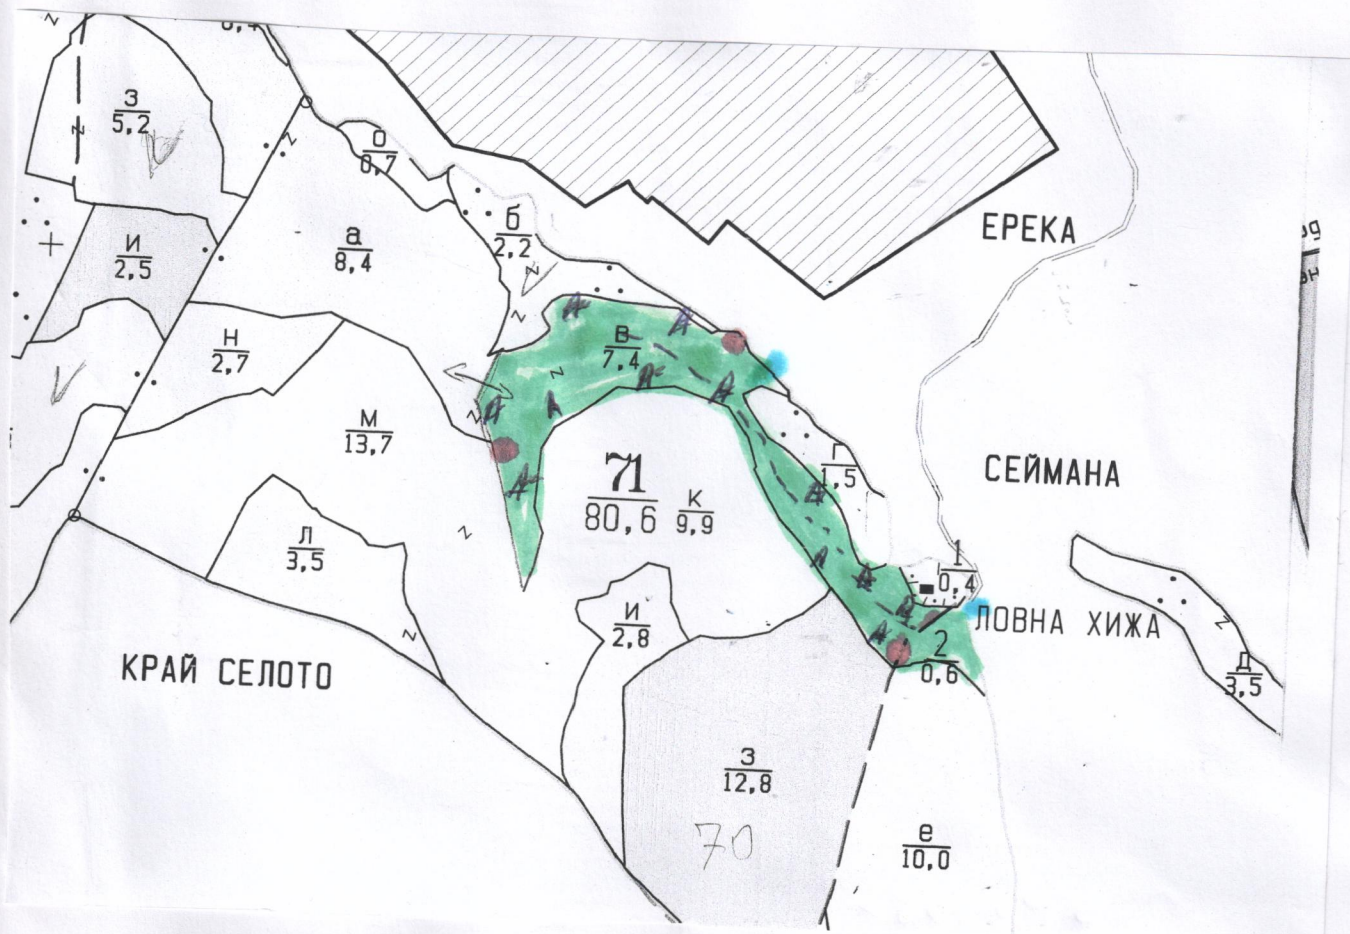 З
5,2
О
0,7
б
2,2
а
8,4
ЕРЕКА
И
2,5
Н
2,7
в
7,4
М
13,7
71
80,6
К
9,9
Г
1,5
СЕЙМАНА
Л
3,5
1
0,4
И
2,8
ЛОВНА ХИЖА
2
0,6
Д
3,5
КРАЙ СЕЛОТО
З
12,8
70
е
10,0